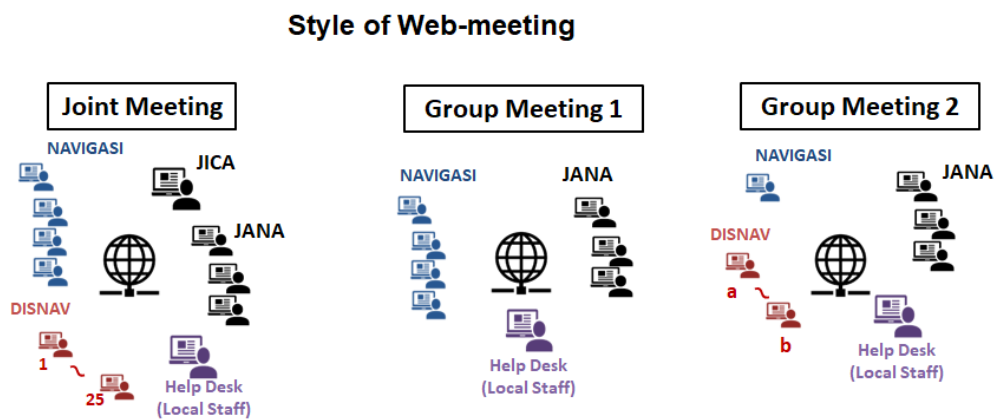 Style of Web-meeting
Joint Meeting
NAVIGASI
JICA
JANA
DISNAV
1
~
25
Help Desk
(Local Staff)
Group Meeting 1
NAVIGASI
JANA
Help Desk
(Local Staff)
Group Meeting 2
NAVIGASI
JANA
DISNAV
a
~
b
Help Desk
(Local Staff)